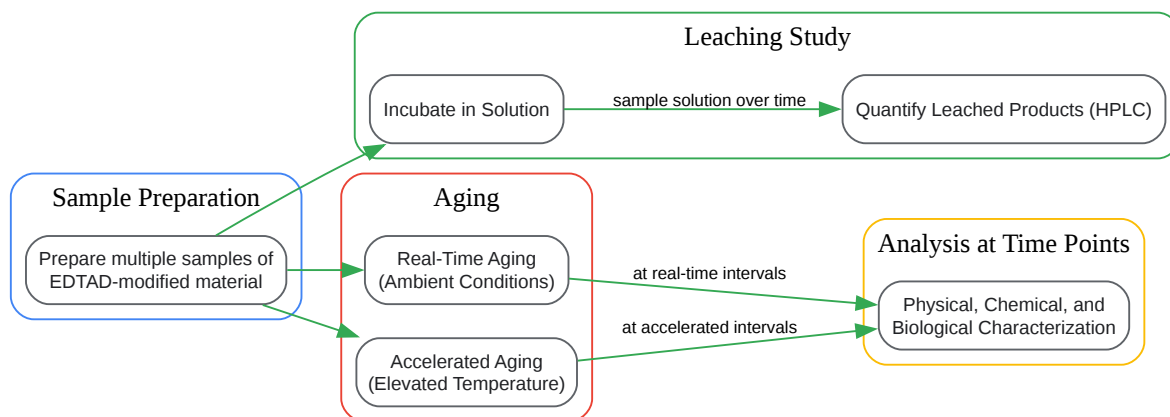 Leaching Study
Incubate in Solution
sample solution over time
Quantify Leached Products (HPLC)
Sample Preparation
Prepare multiple samples of
EDTAD-modified material
Aging
Real-Time Aging
(Ambient Conditions)
at real-time intervals
Accelerated Aging
(Elevated Temperature)
at accelerated intervals
Analysis at Time Points
Physical, Chemical, and
Biological Characterization